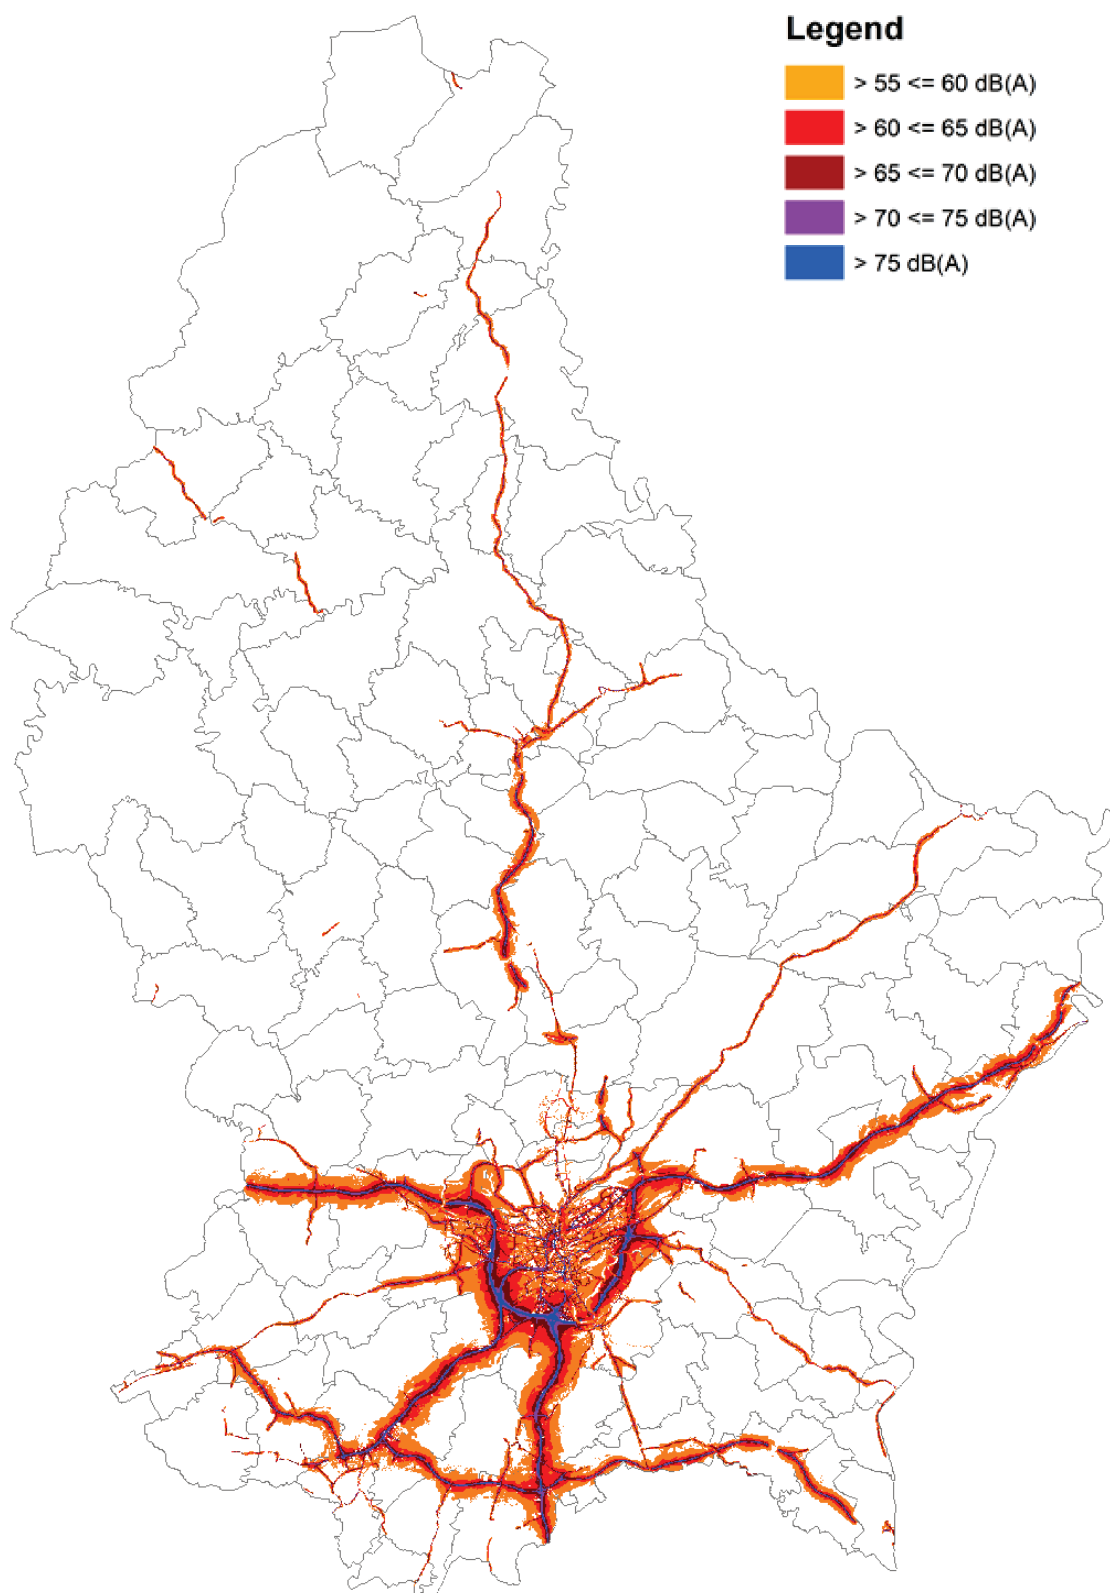 Legend
> 55 <= 60 dB(A)
> 60 <= 65 dB(A)
> 65 <= 70 dB(A)
> 70 <= 75 dB(A)
> 75 dB(A)